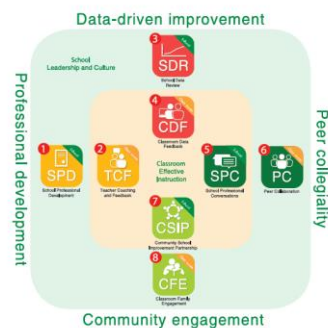 Data-driven improvement
School
Leadership and Culture
3
SDR
School Data
Review
4
CDF
Classroom Data
Feedback
Professional development
1
SPD
School Professional
Development
2
TCF
Teacher Coaching
and Feedback
Classroom
Effective
Instruction
5
SPC
School Professional
Conversations
6
PC
Peer Collaboration
Peer collegiality
7
CSIP
Community School
Improvement Partnership
8
CFE
Classroom Family
Engagement
Community engagement